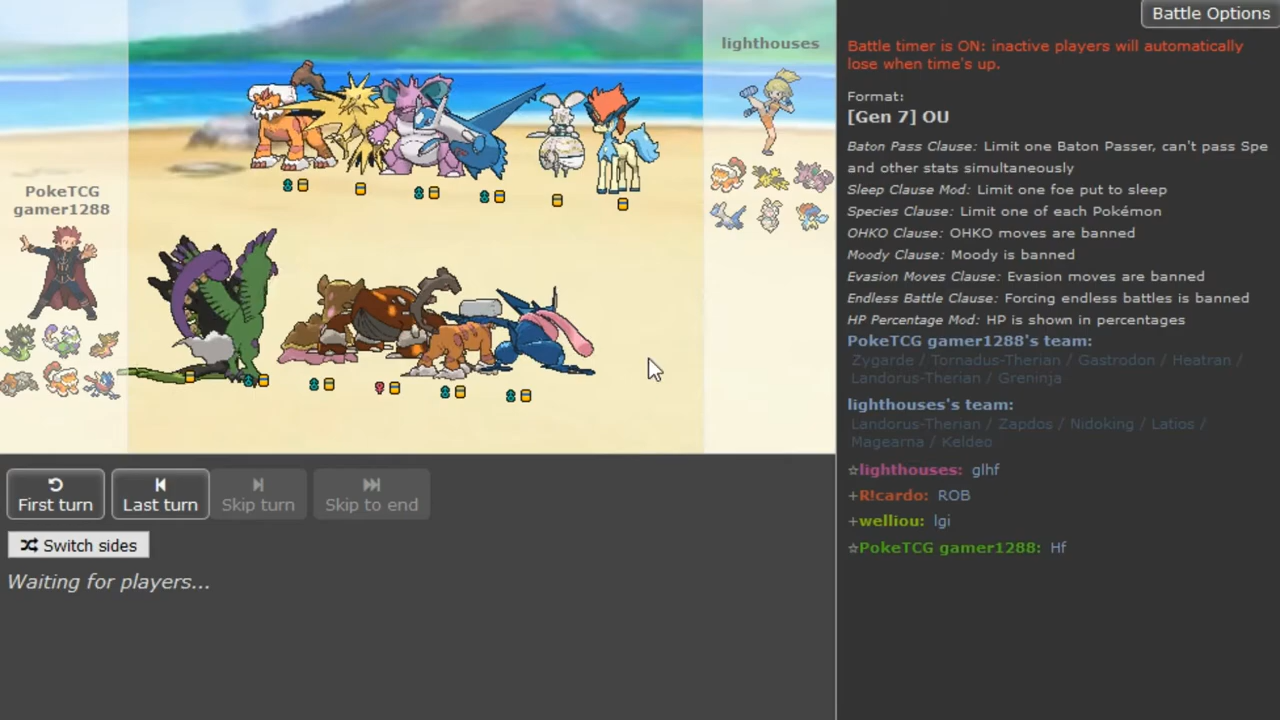 Battle Options
lighthouses
PokeTCG
gamer1288
Battle timer is ON: inactive players will automatically
lose when time's up.
Format:
[Gen 7] OU
Baton Pass Clause: Limit one Baton Passer, can't pass Spe
and other stats simultaneously
Sleep Clause Mod: Limit one foe put to sleep
Species Clause: Limit one of each Pokémon
OHKO Clause: OHKO moves are banned
Moody Clause: Moody is banned
Evasion Moves Clause: Evasion moves are banned
Endless Battle Clause: Forcing endless battles is banned
HP Percentage Mod: HP is shown in percentages
PokeTCG gamer1288's team:
Zygarde / Tornadus-Therian / Gastrodon / Heatran /
Landorus-Therian / Greninja
lighthouses's team:
Landorus-Therian / Zapdos / Nidoking / Latios /
Magearna / Keldeo
☆lighthouses: glhf
+R!cardo: ROB
+welliou: lgi
☆PokeTCG gamer1288: Hf
First turn
Last turn
Skip turn
Skip to end
Switch sides
Waiting for players...